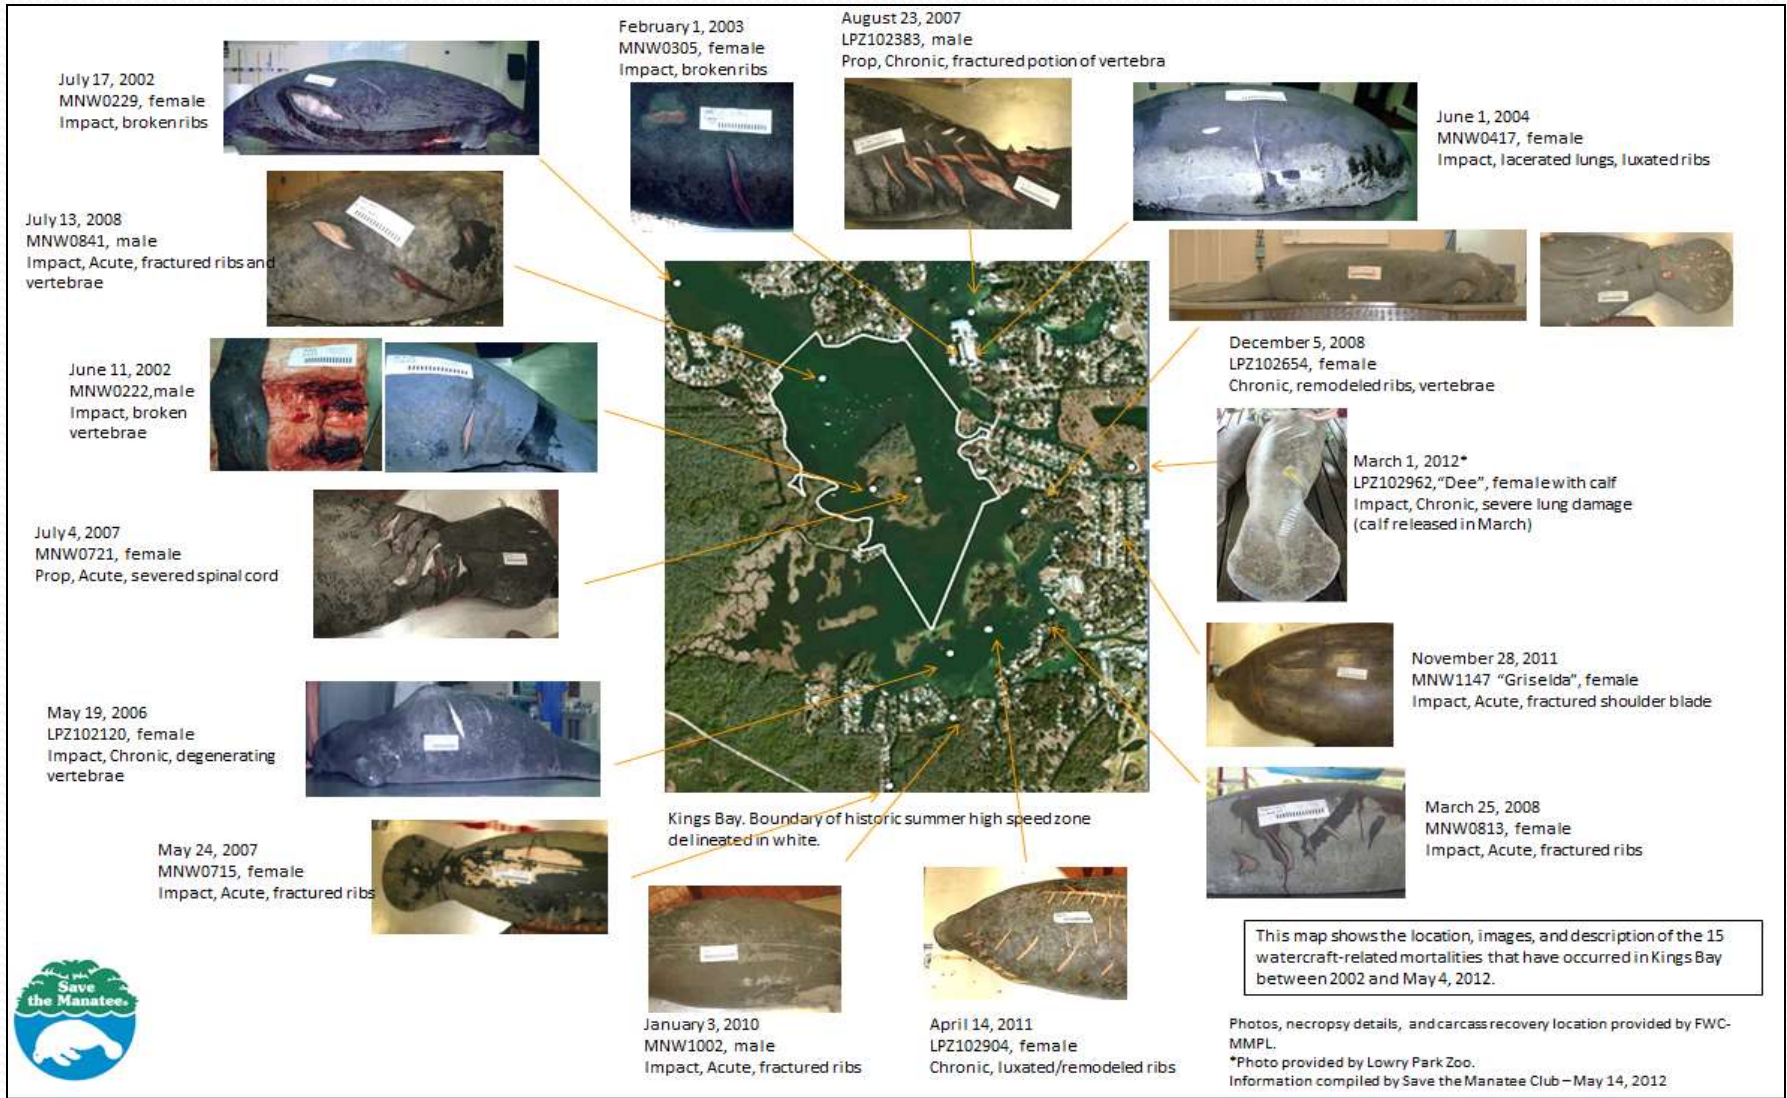 February 1, 2003
MNW0305, female
Impact, broken ribs
August 23, 2007
LPZ102383, male
Prop, Chronic, fractured potion of vertebra
July 17, 2002
MNW0229, female
Impact, broken ribs
June 1, 2004
MNW0417, female
Impact, lacerated lungs, luxated ribs
July 13, 2008
MNW0841, male
Impact, Acute, fractured ribs and
vertebrae
December 5, 2008
LPZ102654, female
Chronic, remodeled ribs, vertebrae
June 11, 2002
MNW0222,male
Impact, broken
vertebrae
March 1, 2012*
LPZ102962,“Dee”, female with calf
Impact, Chronic, severe lung damage
(calf released in March)
July 4, 2007
MNW0721, female
Prop, Acute, severed spinal cord
November 28, 2011
MNW1147 “Griselda”, female
Impact, Acute, fractured shoulder blade
May 19, 2006
LPZ102120, female
Impact, Chronic, degenerating
vertebrae
March 25, 2008
MNW0813, female
Impact, Acute, fractured ribs
Kings Bay. Boundary of historic summer high speed zone
delineated in white.
May 24, 2007
MNW0715, female
Impact, Acute, fractured ribs
January 3, 2010
MNW1002, male
Impact, Acute, fractured ribs
April 14, 2011
LPZ102904, female
Chronic, luxated/remodeled ribs
This map shows the location, images, and description of the 15
watercraft-related mortalities that have occurred in Kings Bay
between 2002 and May 4, 2012.
Photos, necropsy details, and carcass recovery location provided by FWC-
MMPL.
*Photo provided by Lowry Park Zoo.
Information compiled by Save the Manatee Club – May 14, 2012
Save
the Manatee.